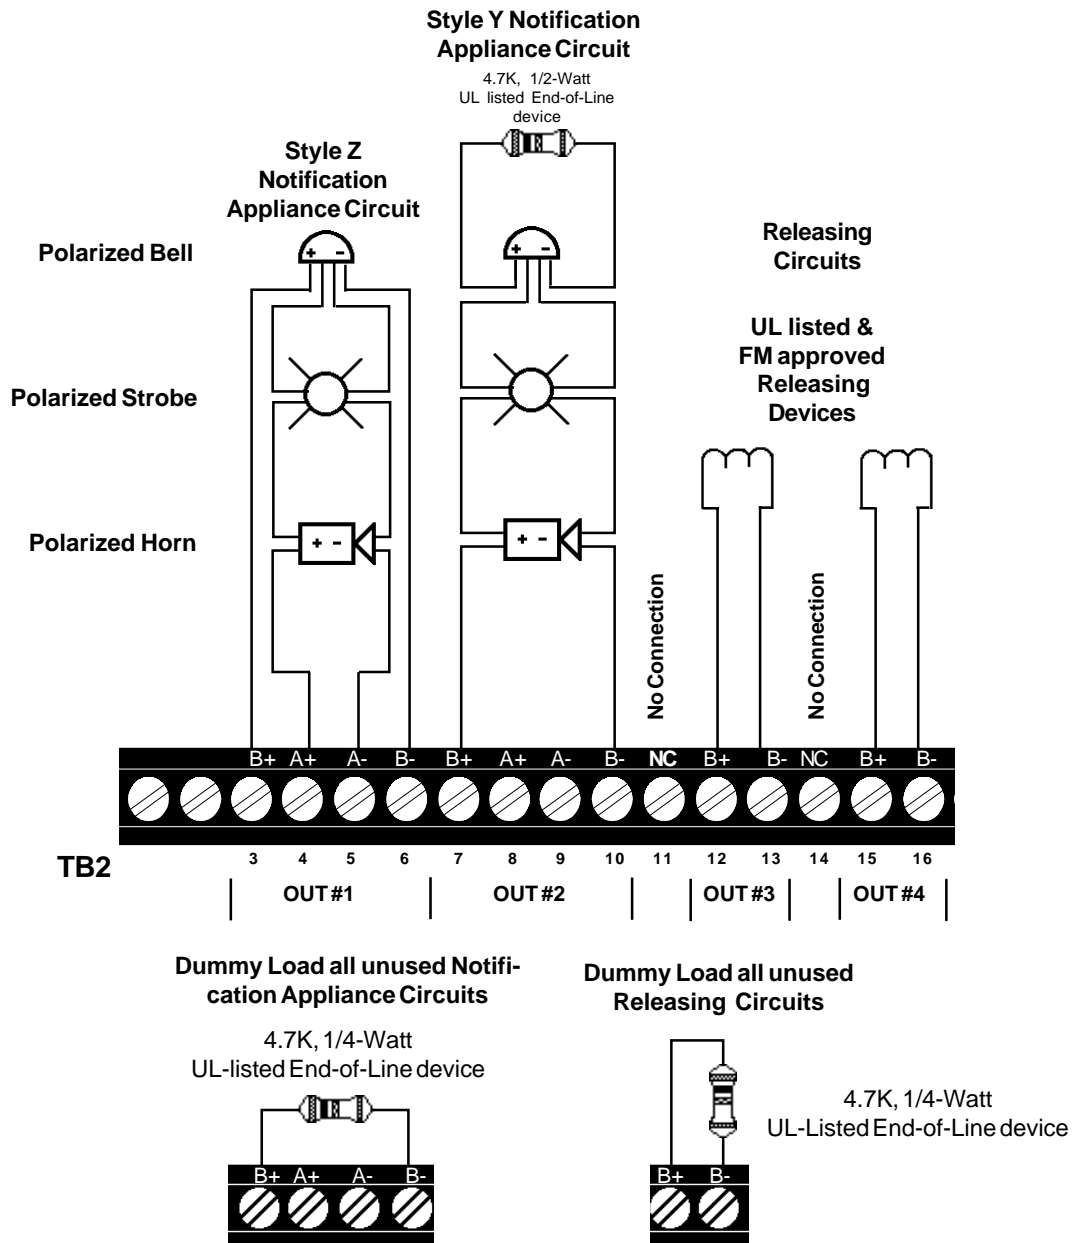 Style Y Notification
Appliance Circuit
4.7K, 1/2-Watt
UL listed End-of-Line
device
Style Z
Notification
Appliance Circuit
Polarized Bell
+ -
+ -
Releasing
Circuits
UL listed &
FM approved
Releasing
Devices
Polarized Strobe
Polarized Horn
+ -
+ -
No Connection
No Connection
B+ A+ A- B- B+ A+ A- B- NC B+ B- NC B+ B-
TB2
3 4 5 6 7 8 9 10 11 12 13 14 15 16
OUT #1 OUT #2 OUT #3 OUT #4
Dummy Load all unused Notifi-
cation Appliance Circuits
4.7K, 1/4-Watt
UL-listed End-of-Line device
B+ A+ A- B-
Dummy Load all unused
Releasing Circuits
4.7K, 1/4-Watt
UL-Listed End-of-Line device
B+ B-